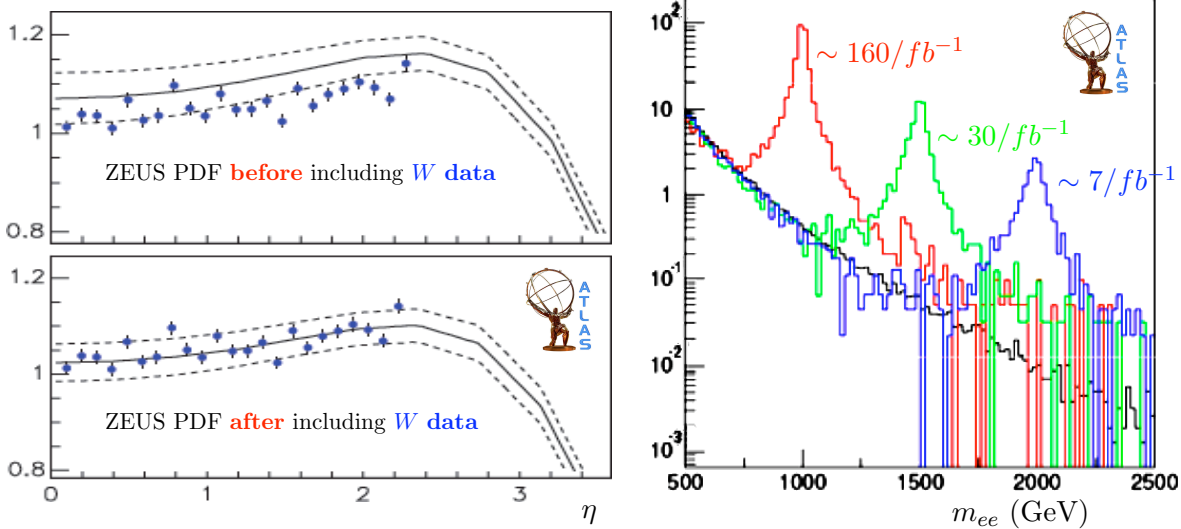 1.2
1
0.8
ZEUS PDF before including W data
1.2
1
0.8
ZEUS PDF after including W data
ATLAS
0 1 2 3
η
10²
10
1
10⁻¹
10⁻²
10⁻³
~ 160/fb⁻¹
~ 30/fb⁻¹
~ 7/fb⁻¹
ATLAS
500 1000 1500 2000 2500
m_ee (GeV)